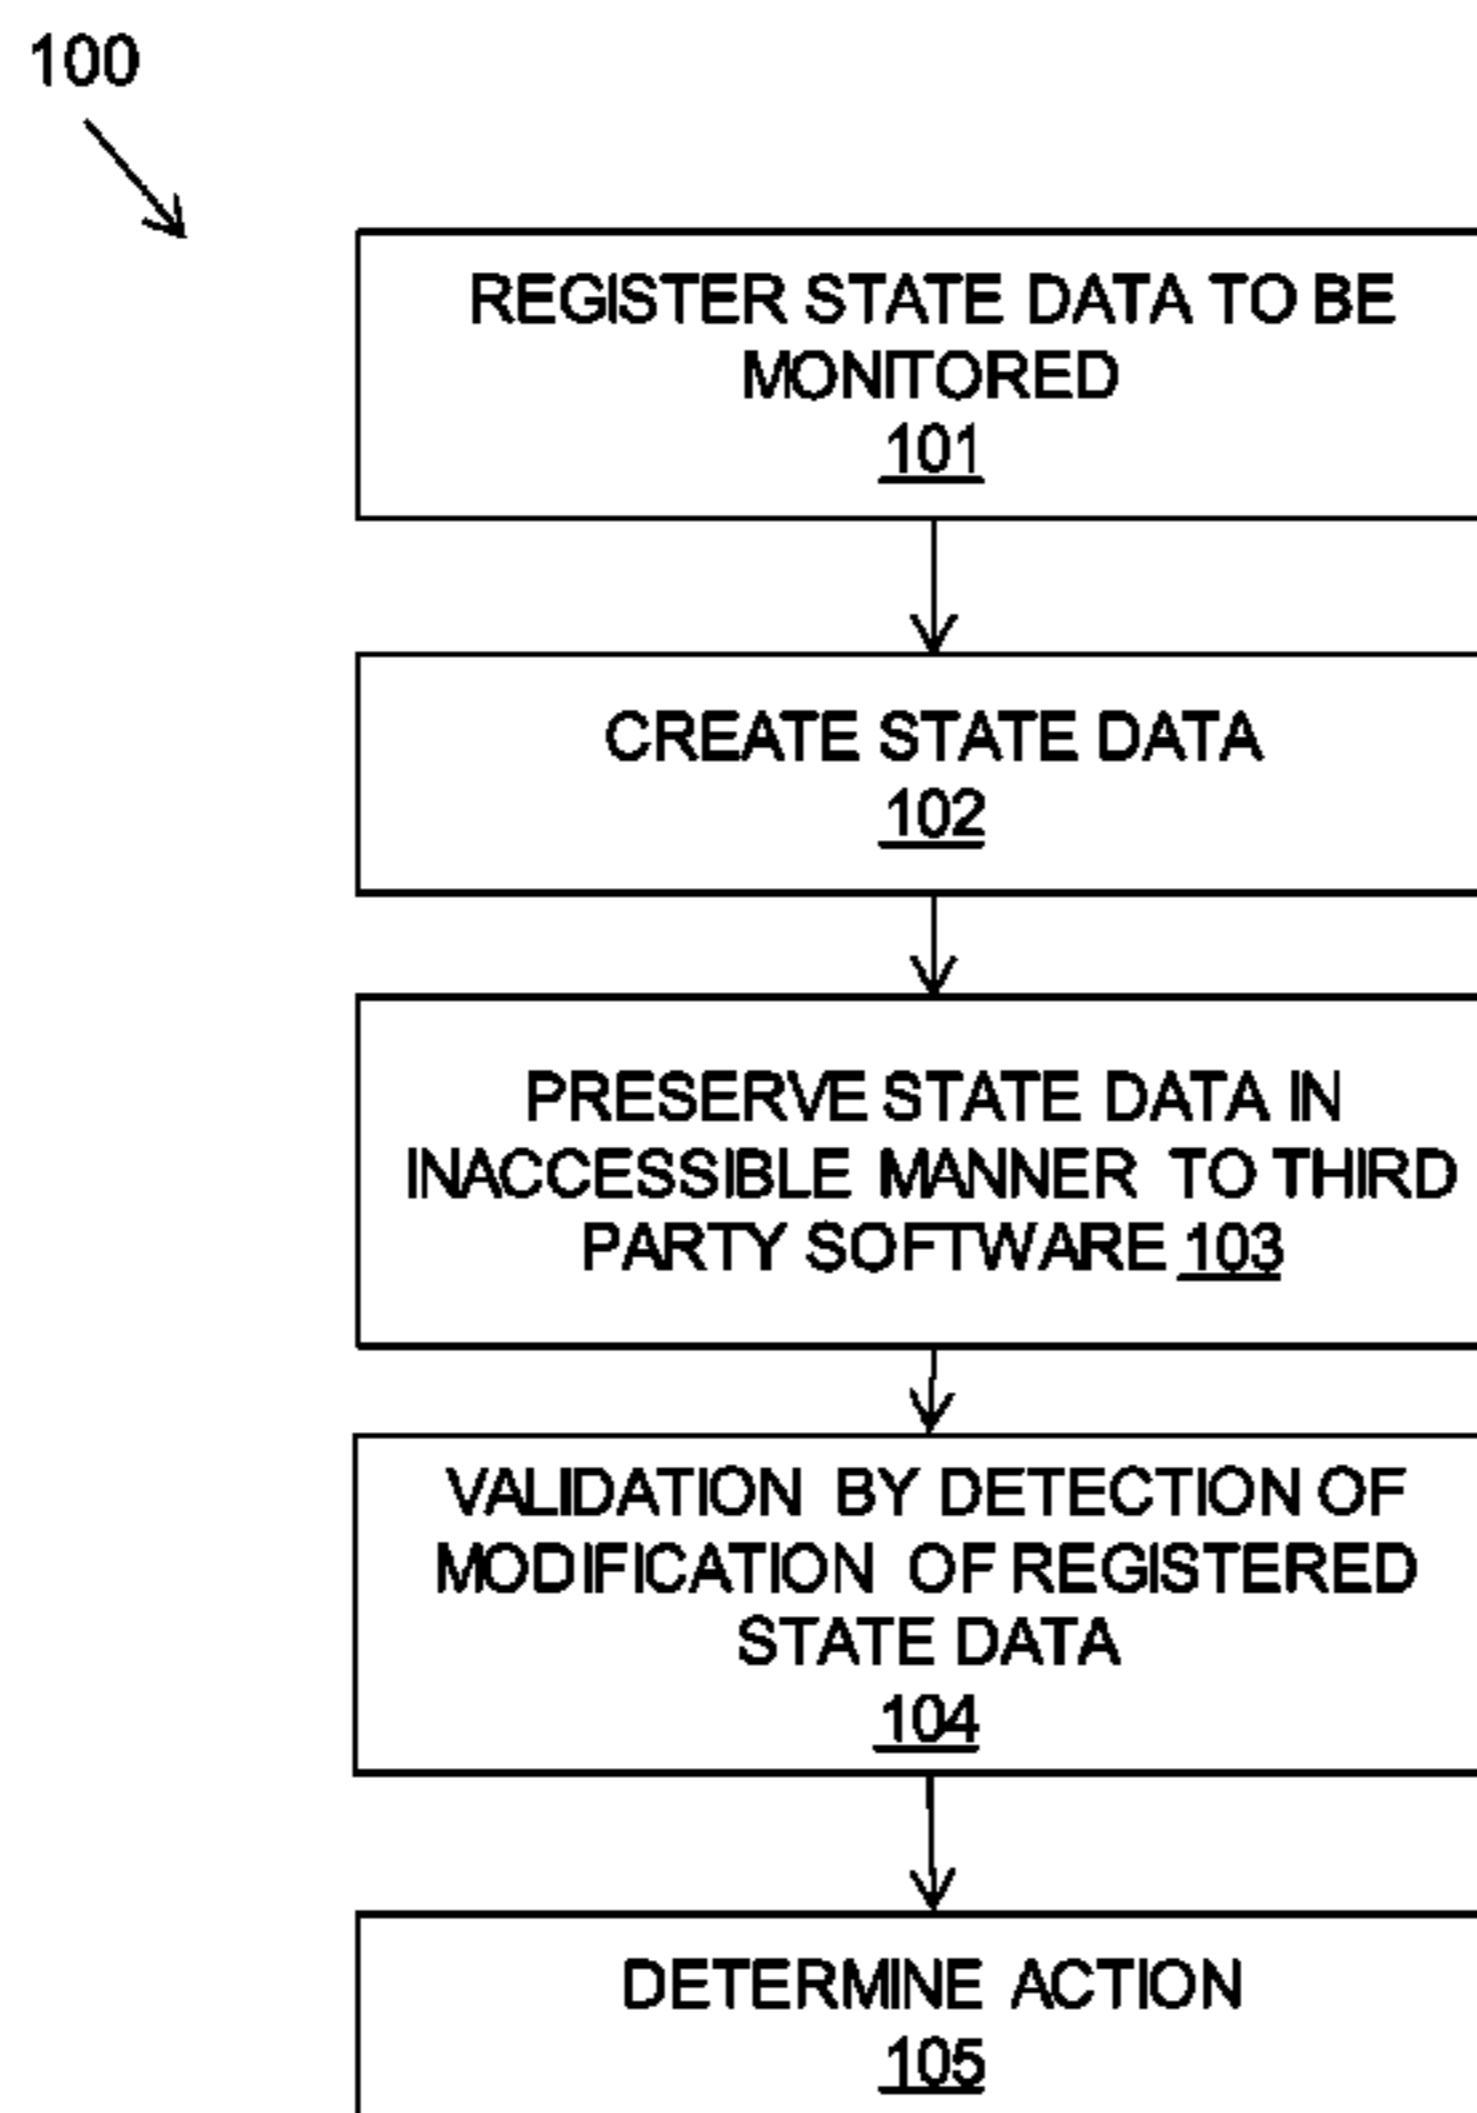 100
REGISTER STATE DATA TO BE
MONITORED
101
CREATE STATE DATA
102
PRESERVE STATE DATA IN
INACCESSIBLE MANNER TO THIRD
PARTY SOFTWARE 103
VALIDATION BY DETECTION OF
MODIFICATION OF REGISTERED
STATE DATA
104
DETERMINE ACTION
105